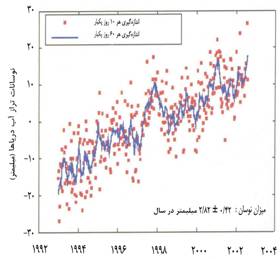 اندازه‌گیری هر ۱۰ روز یکبار
اندازه‌گیری هر ۶۰ روز یکبار
نوسانات تراز آب دریاها (میلیمتر)
۳۰
۲۰
۱۰
۰
-۱۰
-۲۰
-۳۰
میزان نوسان: ۲/۸۲ ± ۰/۴۲ میلیمتر در سال
۱۹۹۲ ۱۹۹۴ ۱۹۹۶ ۱۹۹۸ ۲۰۰۰ ۲۰۰۲ ۲۰۰۴